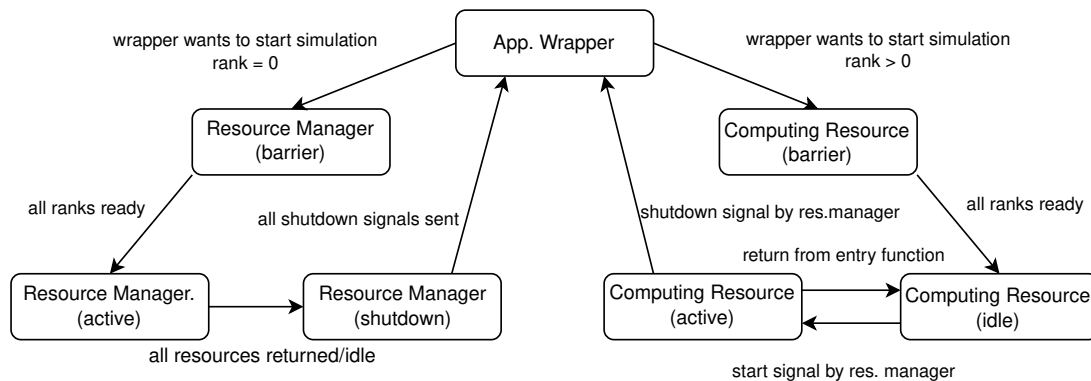 App. Wrapper
wrapper wants to start simulation
rank = 0
wrapper wants to start simulation
rank > 0
Resource Manager
(barrier)
Computing Resource
(barrier)
all ranks ready
all shutdown signals sent
shutdown signal by res.manager
all ranks ready
return from entry function
Resource Manager.
(active)
Resource Manager
(shutdown)
Computing Resource
(active)
Computing Resource
(idle)
all resources returned/idle
start signal by res. manager